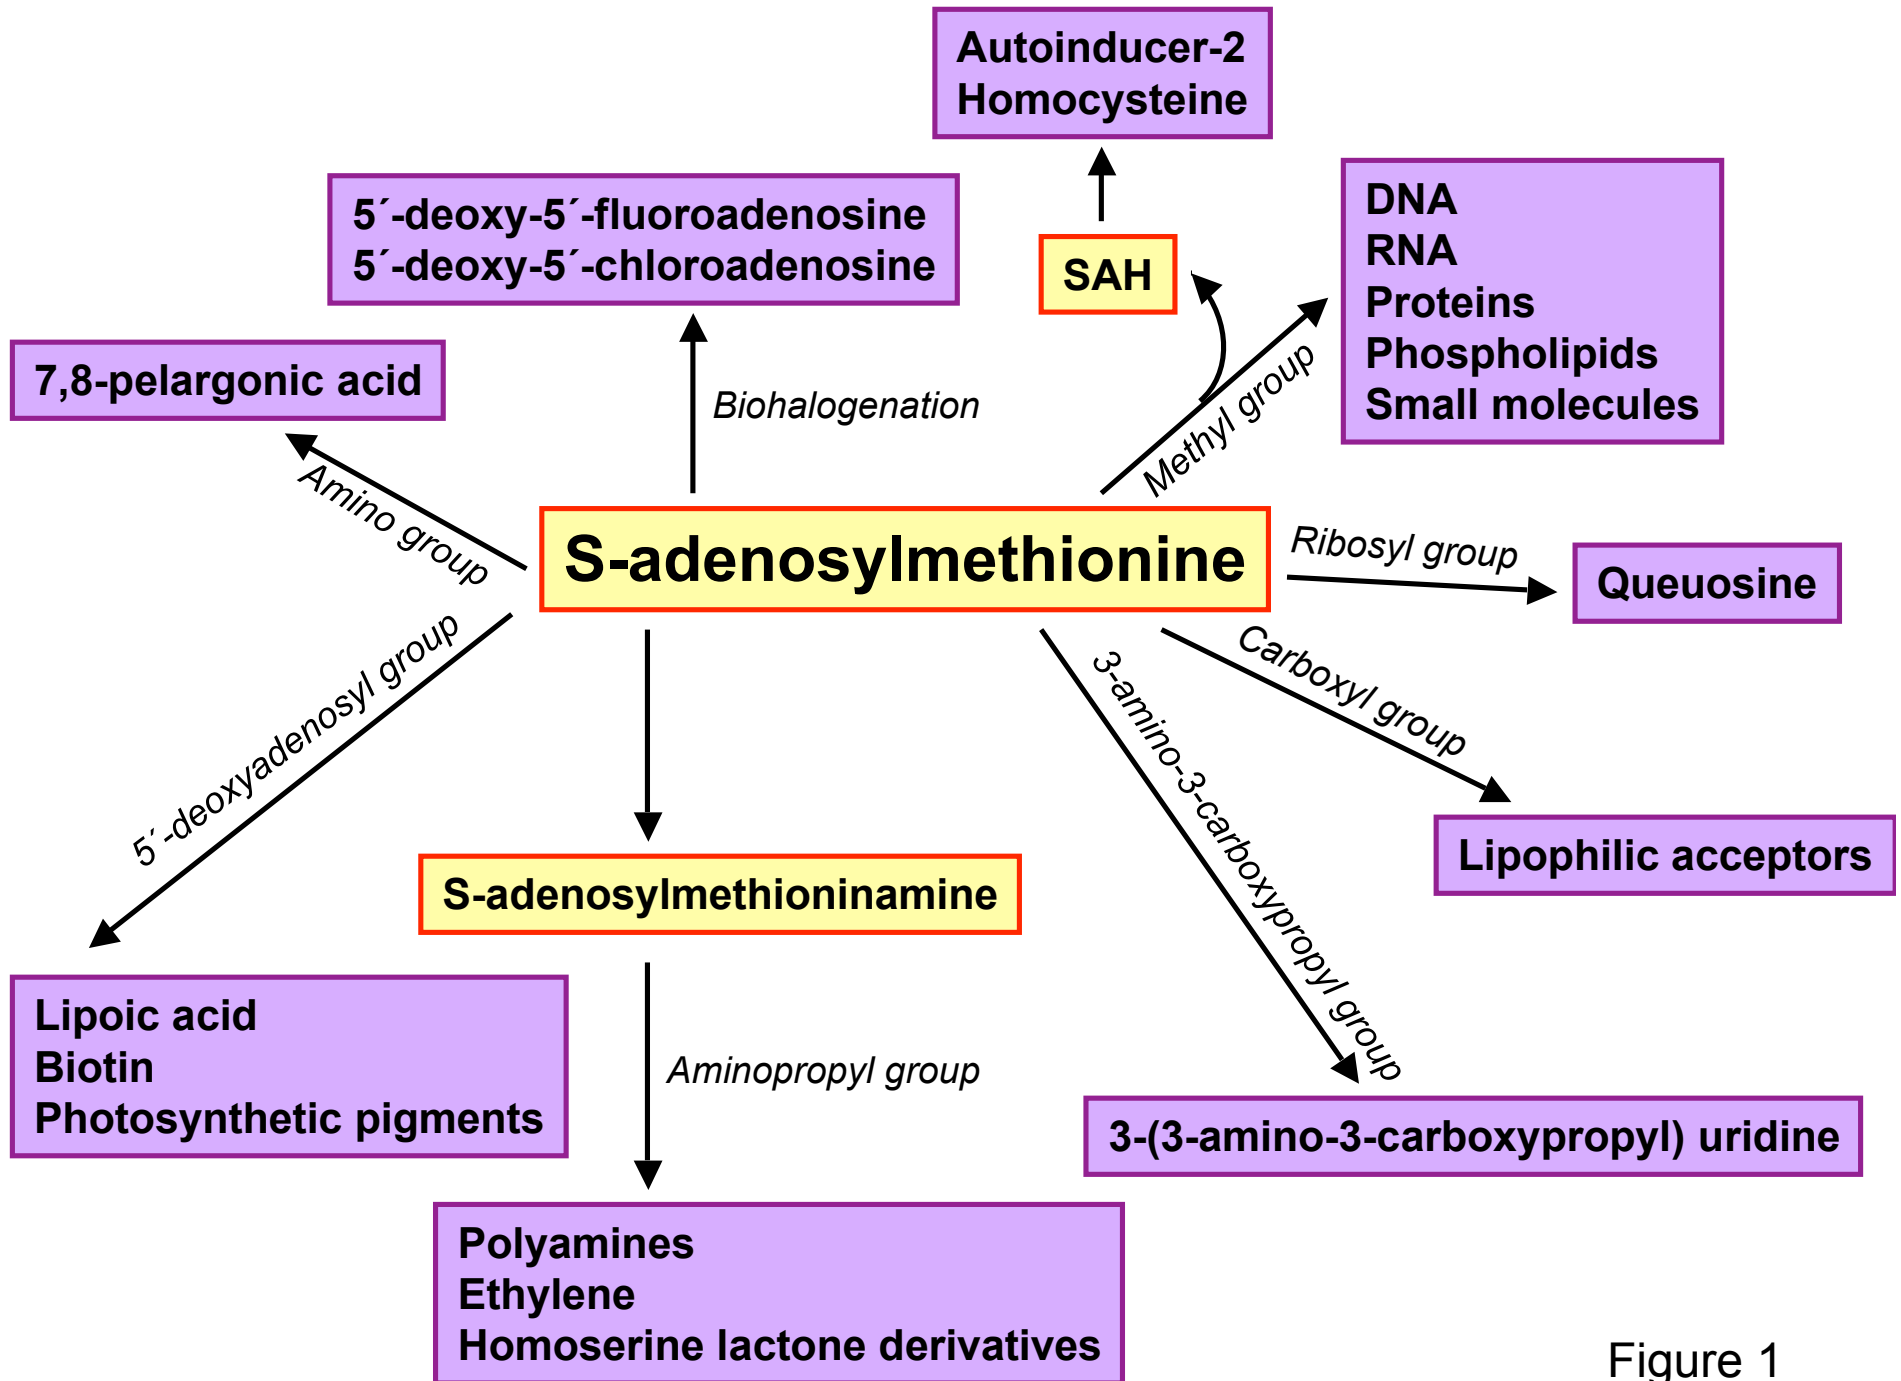 Autoinducer-2
Homocysteine
5´-deoxy-5´-fluoroadenosine
5´-deoxy-5´-chloroadenosine
SAH
DNA
RNA
Proteins
Phospholipids
Small molecules
7,8-pelargonic acid
Biohalogenation
Methyl group
Amino group
S-adenosylmethionine
Ribosyl group
Queuosine
5´-deoxyadenosyl group
Carboxyl group
3-amino-3-carboxypropyl group
Lipophilic acceptors
S-adenosylmethioninamine
Lipoic acid
Biotin
Photosynthetic pigments
Aminopropyl group
3-(3-amino-3-carboxypropyl) uridine
Polyamines
Ethylene
Homoserine lactone derivatives
Figure 1